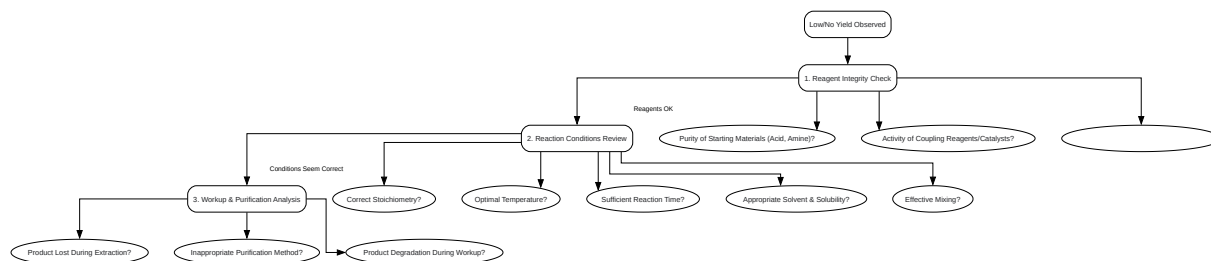 Low/No Yield Observed
1. Reagent Integrity Check
Reagents OK
2. Reaction Conditions Review
Purity of Starting Materials (Acid, Amine)?
Activity of Coupling Reagents/Catalysts?
Conditions Seem Correct
3. Workup & Purification Analysis
Correct Stoichiometry?
Optimal Temperature?
Sufficient Reaction Time?
Appropriate Solvent & Solubility?
Effective Mixing?
Product Lost During Extraction?
Inappropriate Purification Method?
Product Degradation During Workup?